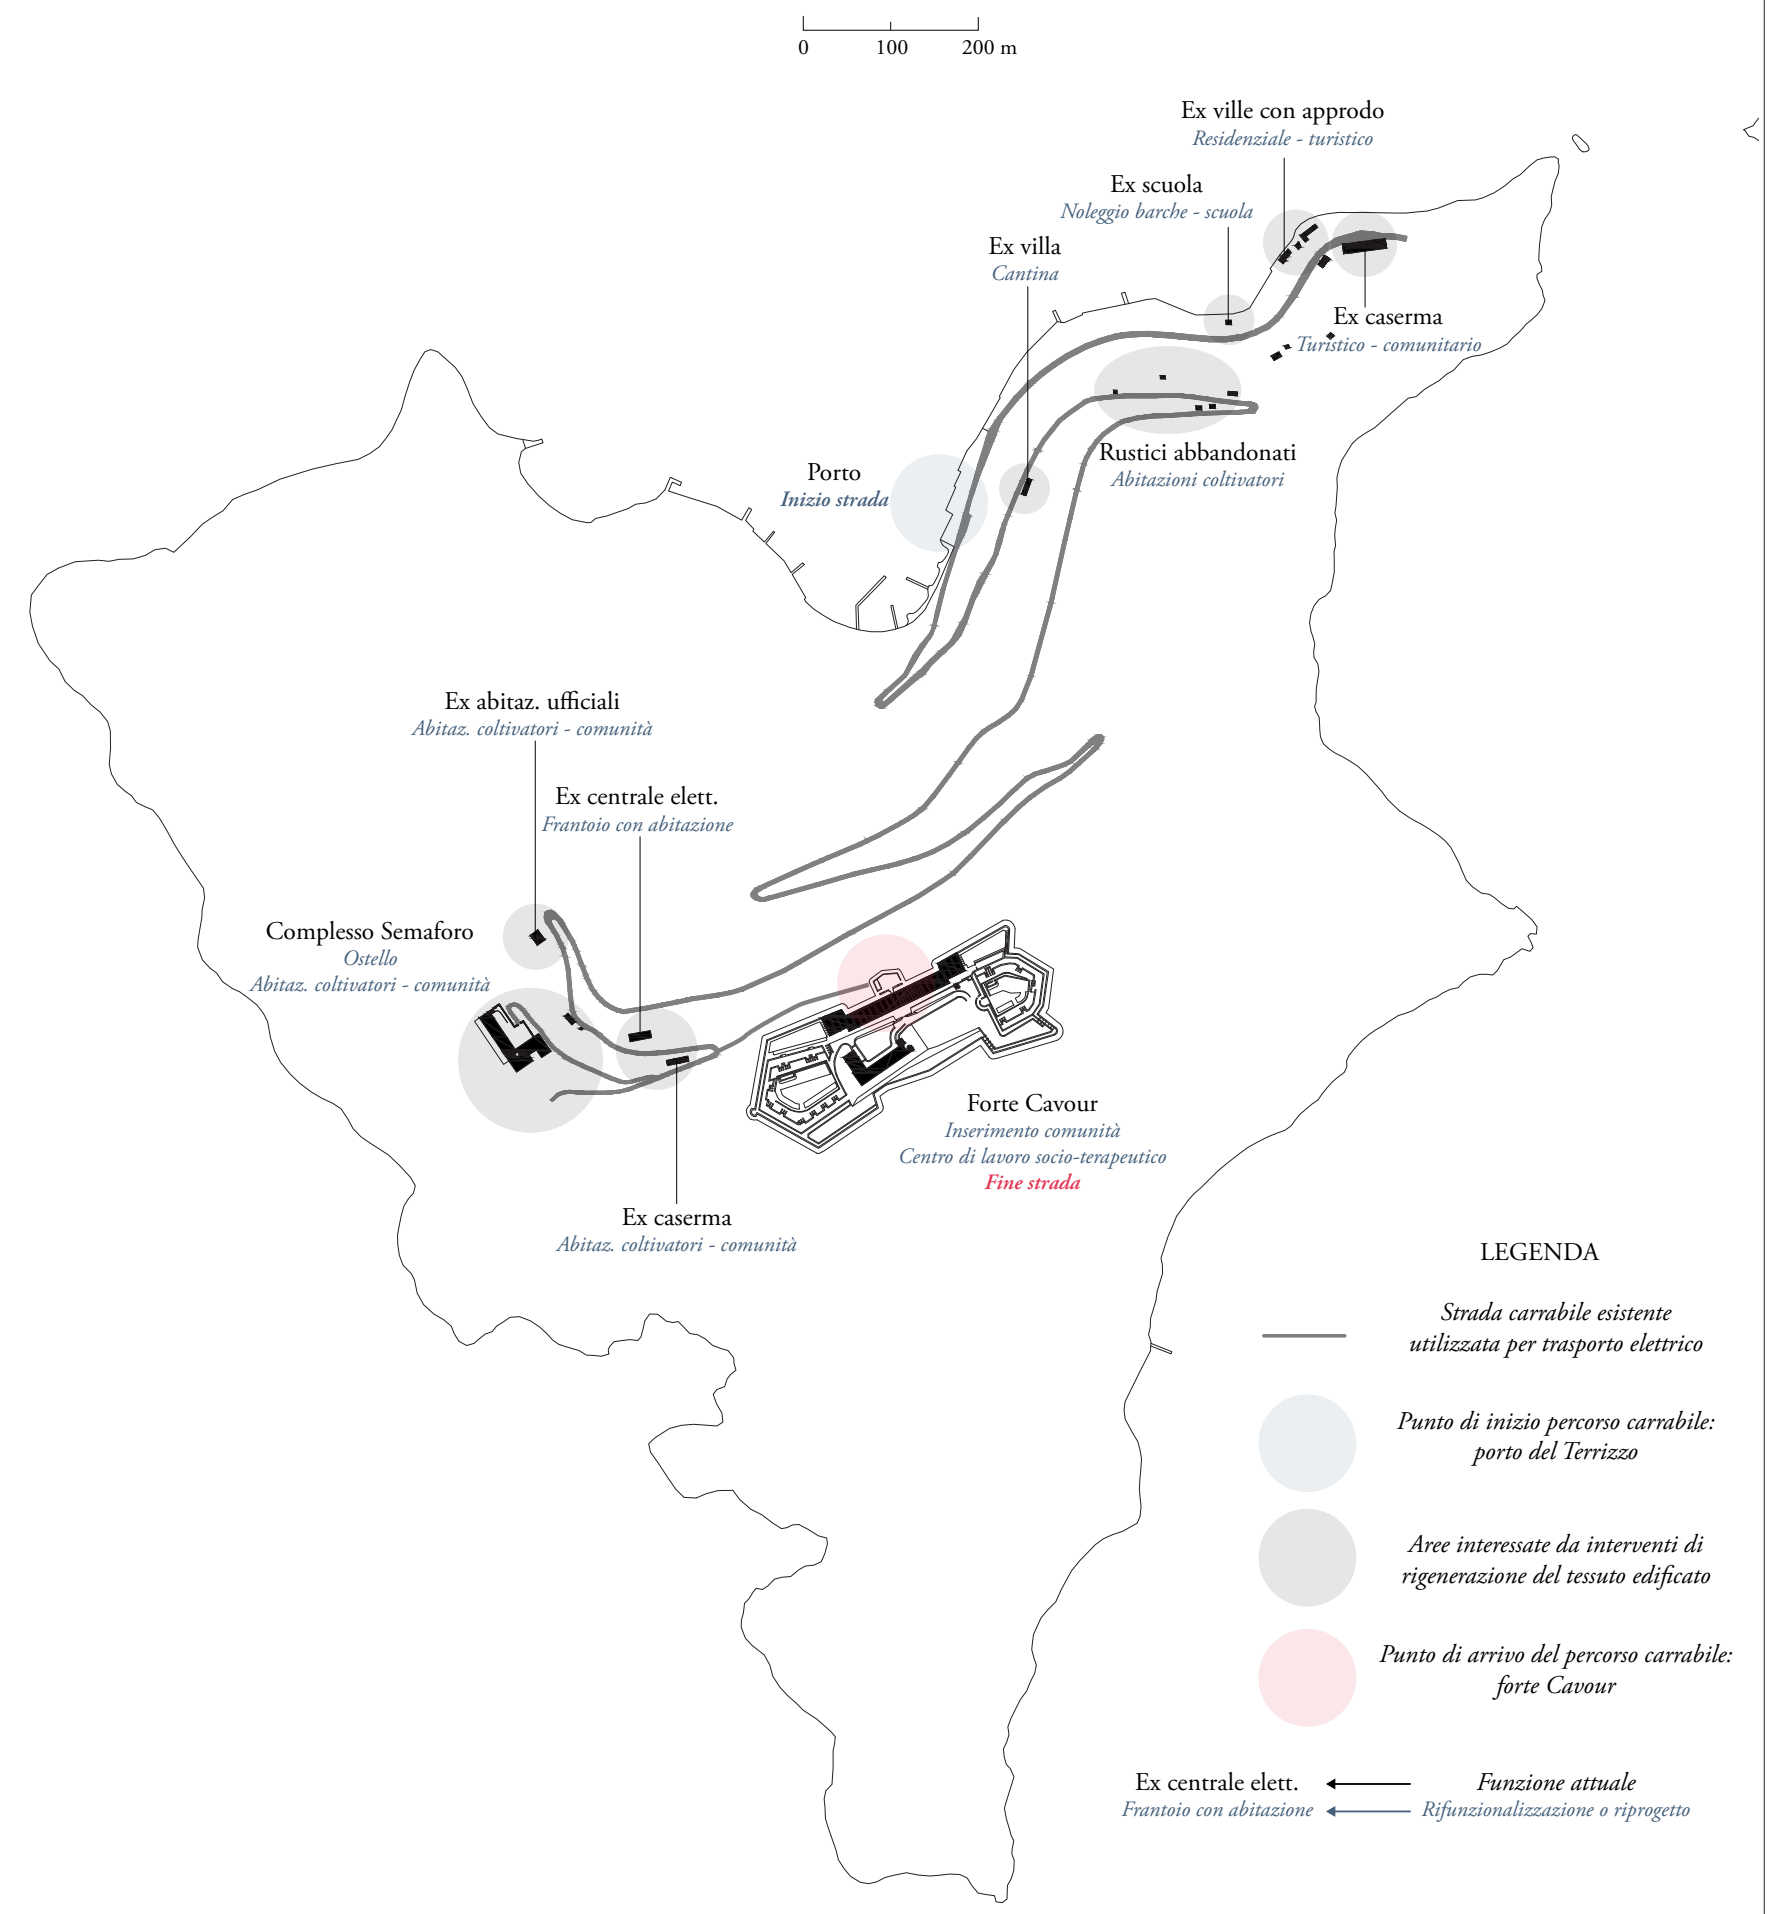 0 100 200 m
Ex ville con approdo
Residenziale - turistico
Ex scuola
Noleggio barche - scuola
Ex villa
Cantina
Ex caserma
Turistico - comunitario
Rustici abbandonati
Abitazioni coltivatori
Porto
Inizio strada
Ex abitaz. ufficiali
Abitaz. coltivatori - comunità
Ex centrale elett.
Frantoio con abitazione
Complesso Semaforo
Ostello
Abitaz. coltivatori - comunità
Forte Cavour
Inserimento comunità
Centro di lavoro socio-terapeutico
Fine strada
Ex caserma
Abitaz. coltivatori - comunità
LEGENDA
Strada carrabile esistente
utilizzata per trasporto elettrico
Punto di inizio percorso carrabile:
porto del Terrizzo
Aree interessate da interventi di
rigenerazione del tessuto edificato
Punto di arrivo del percorso carrabile:
forte Cavour
Ex centrale elett. Funzione attuale
Frantoio con abitazione Rifunzionalizzazione o riprogetto